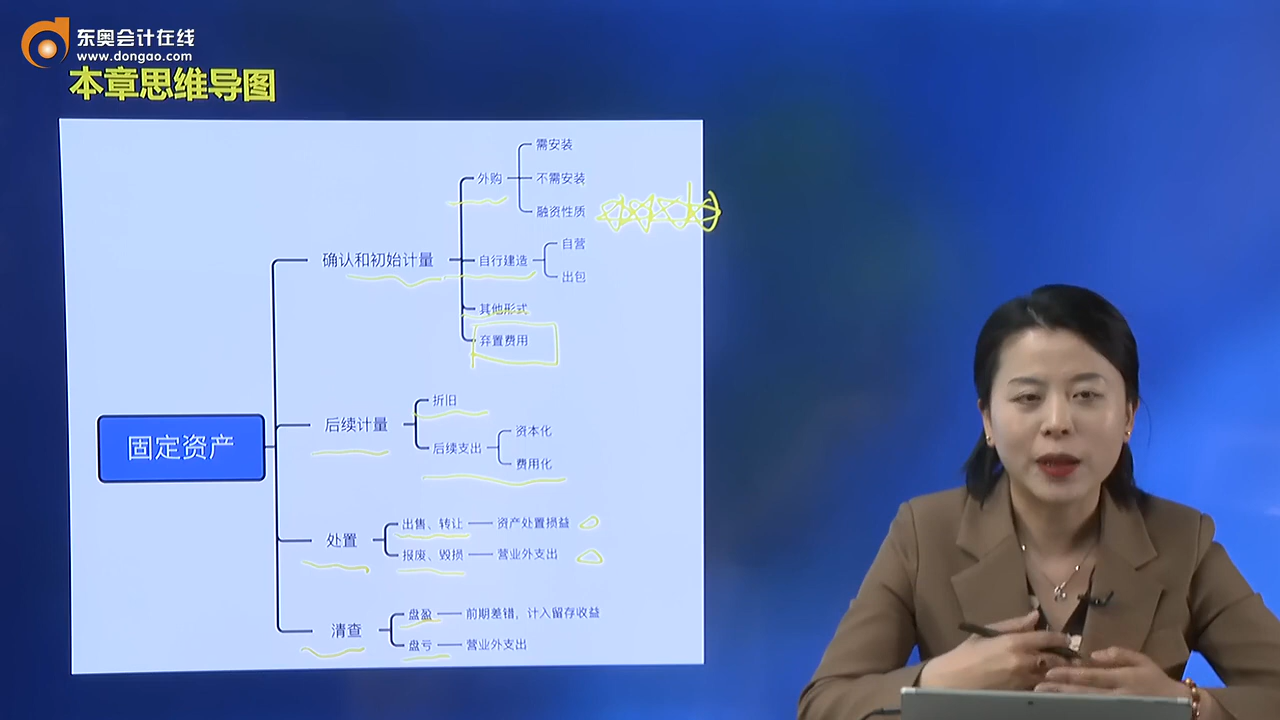 东奥会计在线
www.dongao.com
本章思维导图
需安装
外购
不需安装
融资性质
自营
确认和初始计量
自行建造
出包
其他形式
弃置费用
折旧
后续计量
资本化
固定资产
后续支出
费用化
出售、转让
资产处置损益
处置
报废、毁损
营业外支出
盘盈
前期差错，计入留存收益
清查
盘亏
营业外支出